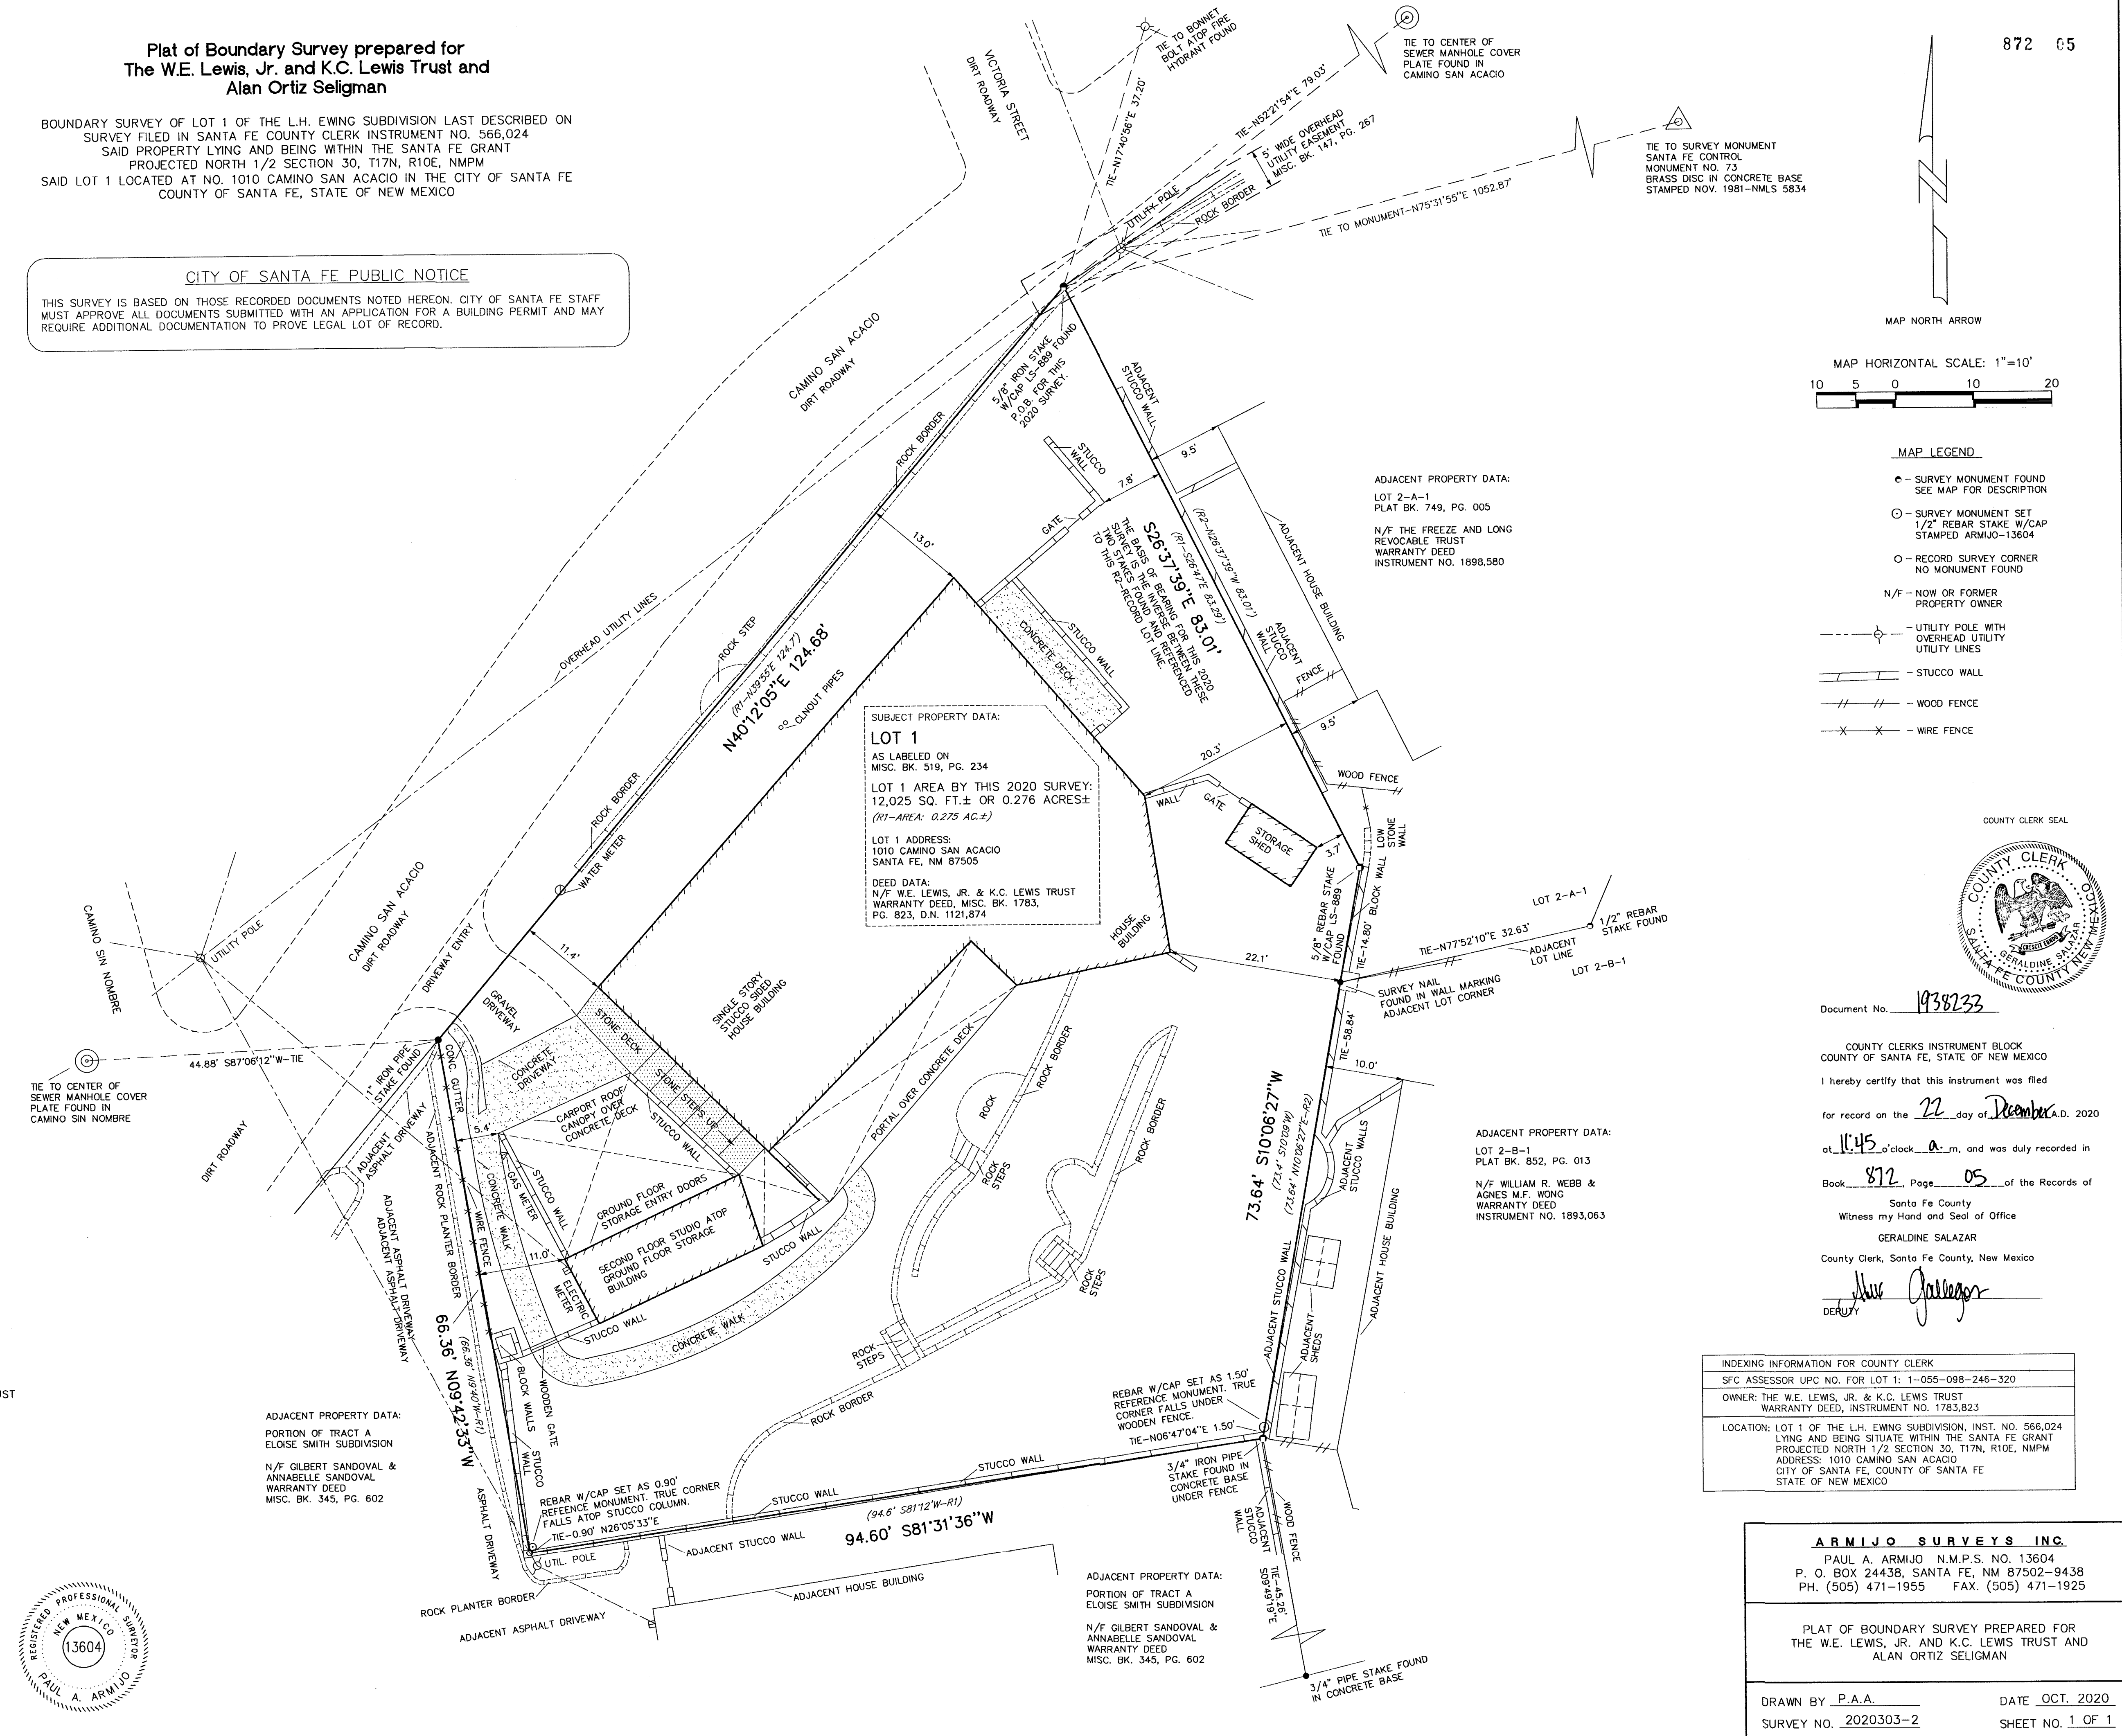 872 05
Plat of Boundary Survey prepared for
The W.E. Lewis, Jr. and K.C. Lewis Trust and
Alan Ortiz Seligman
BOUNDARY SURVEY OF LOT 1 OF THE L.H. EWING SUBDIVISION LAST DESCRIBED ON
SURVEY FILED IN SANTA FE COUNTY CLERK INSTRUMENT NO. 566,024
SAID PROPERTY LYING AND BEING WITHIN THE SANTA FE GRANT
PROJECTED NORTH 1/2 SECTION 30, T17N, R10E, NMPM
SAID LOT 1 LOCATED AT NO. 1010 CAMINO SAN ACACIO IN THE CITY OF SANTA FE
COUNTY OF SANTA FE, STATE OF NEW MEXICO
CITY OF SANTA FE PUBLIC NOTICE
THIS SURVEY IS BASED ON THOSE RECORDED DOCUMENTS NOTED HEREON. CITY OF SANTA FE STAFF
MUST APPROVE ALL DOCUMENTS SUBMITTED WITH AN APPLICATION FOR A BUILDING PERMIT AND MAY
REQUIRE ADDITIONAL DOCUMENTATION TO PROVE LEGAL LOT OF RECORD.
VICTORIA STREET
DIRT ROADWAY
TIE TO BONNET
BOLT ATOP FIRE
HYDRANT FOUND
TIE-N17°40'56"E 37.20'
TIE TO CENTER OF
SEWER MANHOLE COVER
PLATE FOUND IN
CAMINO SAN ACACIO
TIE-N52°21'54"E 79.03'
5' WIDE OVERHEAD
UTILITY EASEMENT
MISC. BK. 147, PG. 267
UTILITY POLE
ROCK BORDER
TIE TO MONUMENT-N75°31'55"E 1052.87'
TIE TO SURVEY MONUMENT
SANTA FE CONTROL
MONUMENT NO. 73
BRASS DISC IN CONCRETE BASE
STAMPED NOV. 1981-NMLS 5834
MAP NORTH ARROW
MAP HORIZONTAL SCALE: 1"=10'
10 5 0 10 20
MAP LEGEND
- SURVEY MONUMENT FOUND
SEE MAP FOR DESCRIPTION
- SURVEY MONUMENT SET
1/2" REBAR STAKE W/CAP
STAMPED ARMIJO-13604
- RECORD SURVEY CORNER
NO MONUMENT FOUND
N/F - NOW OR FORMER
PROPERTY OWNER
- UTILITY POLE WITH
OVERHEAD UTILITY
UTILITY LINES
- STUCCO WALL
- WOOD FENCE
- WIRE FENCE
CAMINO SAN ACACIO
DIRT ROADWAY
5/8" IRON STAKE
W/CAP LS-889 FOUND
P.O.B. FOR THIS
2020 SURVEY.
ROCK BORDER
ADJACENT
STUCCO WALL
STUCCO
WALL
9.5'
7.8'
GATE
13.0'
ADJACENT PROPERTY DATA:
LOT 2-A-1
PLAT BK. 749, PG. 005
N/F THE FREEZE AND LONG
REVOCABLE TRUST
WARRANTY DEED
INSTRUMENT NO. 1898,580
(R2-N26°37'39"W 83.01')
(R1-S26°47'E 83.29')
S26°37'39"E 83.01'
THE BASIS OF BEARING FOR THIS 2020
SURVEY IS THE INVERSE BETWEEN THESE
TWO STAKES FOUND AND REFERENCED
TO THIS R2-RECORD LOT LINE.
ADJACENT HOUSE BUILDING
ADJACENT
STUCCO
WALL
FENCE
OVERHEAD UTILITY LINES
ROCK STEP
(R1-N39°55'E 124.7')
N40°12'05"E 124.68'
CLNOUT PIPES
CONCRETE DECK
STUCCO WALL
SUBJECT PROPERTY DATA:
LOT 1
AS LABELED ON
MISC. BK. 519, PG. 234
LOT 1 AREA BY THIS 2020 SURVEY:
12,025 SQ. FT.± OR 0.276 ACRES±
(R1-AREA: 0.275 AC.±)
LOT 1 ADDRESS:
1010 CAMINO SAN ACACIO
SANTA FE, NM 87505
DEED DATA:
N/F W.E. LEWIS, JR. & K.C. LEWIS TRUST
WARRANTY DEED, MISC. BK. 1783,
PG. 823, D.N. 1121,874
20.3'
9.5'
WOOD FENCE
WALL
GATE
STORAGE
SHED
3.7'
LOW
STONE
WALL
BLOCK WALL
5/8" REBAR STAKE
W/CAP LS-889
FOUND
TIE-14.80'
TIE-N77°52'10"E 32.63'
LOT 2-A-1
1/2" REBAR
STAKE FOUND
ADJACENT
LOT LINE
LOT 2-B-1
SURVEY NAIL
FOUND IN WALL MARKING
ADJACENT LOT CORNER
HOUSE
BUILDING
22.1'
TIE-58.84'
10.0'
ROCK BORDER
WATER METER
CAMINO SAN ACACIO
DIRT ROADWAY
DRIVEWAY ENTRY
CAMINO SIN NOMBRE
UTILITY POLE
44.88' S87°06'12"W-TIE
TIE TO CENTER OF
SEWER MANHOLE COVER
PLATE FOUND IN
CAMINO SIN NOMBRE
DIRT ROADWAY
1" IRON PIPE
STAKE FOUND
ADJACENT
ASPHALT DRIVEWAY
CONC. GUTTER
GRAVEL
DRIVEWAY
CONCRETE
DRIVEWAY
11.4'
STONE DECK
STONE STEPS UP
SINGLE STORY
STUCCO SIDED
HOUSE BUILDING
CARPORT ROOF
CANOPY OVER
CONCRETE DECK
STUCCO WALL
5.4'
GAS METER
STUCCO WALL
CONCRETE WALK
WIRE FENCE
ADJACENT ROCK PLANTER BORDER
ADJACENT ASPHALT DRIVEWAY
ADJACENT ASPHALT DRIVEWAY
GROUND FLOOR
STORAGE ENTRY DOORS
11.0'
SECOND FLOOR STUDIO ATOP
GROUND FLOOR STORAGE
BUILDING
ELECTRIC
METER
STUCCO WALL
STUCCO WALL
CONCRETE WALK
PORTAL OVER CONCRETE DECK
ROCK BORDER
ROCK
ROCK
STEPS
ROCK BORDER
ROCK
STEPS
ROCK
STEPS
ROCK BORDER
73.64' S10°06'27"W
(73.4' S10°09'W)
(73.64' N10°06'27"E-R2)
ADJACENT
STUCCO WALLS
ADJACENT HOUSE BUILDING
ADJACENT STUCCO WALL
ADJACENT
SHEDS
ADJACENT PROPERTY DATA:
LOT 2-B-1
PLAT BK. 852, PG. 013
N/F WILLIAM R. WEBB &
AGNES M.F. WONG
WARRANTY DEED
INSTRUMENT NO. 1893,063
66.36' N09°42'33"W
(66.36' N9°40'W-R1)
BLOCK WALLS
WOODEN GATE
STUCCO
WALL
UST
ADJACENT PROPERTY DATA:
PORTION OF TRACT A
ELOISE SMITH SUBDIVISION
N/F GILBERT SANDOVAL &
ANNABELLE SANDOVAL
WARRANTY DEED
MISC. BK. 345, PG. 602
ASPHALT DRIVEWAY
REBAR W/CAP SET AS 0.90'
REFEENCE MONUMENT. TRUE CORNER
FALLS ATOP STUCCO COLUMN.
TIE-0.90' N26°05'33"E
UTIL. POLE
ROCK PLANTER BORDER
ADJACENT ASPHALT DRIVEWAY
STUCCO WALL
STUCCO WALL
(94.6' S81°12'W-R1)
94.60' S81°31'36"W
ADJACENT STUCCO WALL
ADJACENT HOUSE BUILDING
REBAR W/CAP SET AS 1.50'
REFERENCE MONUMENT. TRUE
CORNER FALLS UNDER
WOODEN FENCE.
TIE-N06°47'04"E 1.50'
3/4" IRON PIPE
STAKE FOUND IN
CONCRETE BASE
UNDER FENCE
ADJACENT
STUCCO
WALL
WOOD FENCE
TIE-45.26'
S09°49'19"E
3/4" PIPE STAKE FOUND
IN CONCRETE BASE
ADJACENT PROPERTY DATA:
PORTION OF TRACT A
ELOISE SMITH SUBDIVISION
N/F GILBERT SANDOVAL &
ANNABELLE SANDOVAL
WARRANTY DEED
MISC. BK. 345, PG. 602
COUNTY CLERK SEAL
COUNTY CLERK
SANTA FE COUNTY NEW MEXICO
CRESCIT EUNDO
GERALDINE SALAZAR
Document No. 1938233
COUNTY CLERKS INSTRUMENT BLOCK
COUNTY OF SANTA FE, STATE OF NEW MEXICO
I hereby certify that this instrument was filed
for record on the 22 day of December A.D. 2020
at 11:45 o'clock a. m, and was duly recorded in
Book 872, Page 05 of the Records of
Santa Fe County
Witness my Hand and Seal of Office
GERALDINE SALAZAR
County Clerk, Santa Fe County, New Mexico
Gallegos
DEPUTY
INDEXING INFORMATION FOR COUNTY CLERK
SFC ASSESSOR UPC NO. FOR LOT 1: 1-055-098-246-320
OWNER: THE W.E. LEWIS, JR. & K.C. LEWIS TRUST
WARRANTY DEED, INSTRUMENT NO. 1783,823
LOCATION: LOT 1 OF THE L.H. EWING SUBDIVISION, INST. NO. 566,024
LYING AND BEING SITUATE WITHIN THE SANTA FE GRANT
PROJECTED NORTH 1/2 SECTION 30, T17N, R10E, NMPM
ADDRESS: 1010 CAMINO SAN ACACIO
CITY OF SANTA FE, COUNTY OF SANTA FE
STATE OF NEW MEXICO
ARMIJO SURVEYS INC.
PAUL A. ARMIJO N.M.P.S. NO. 13604
P. O. BOX 24438, SANTA FE, NM 87502-9438
PH. (505) 471-1955 FAX. (505) 471-1925
PLAT OF BOUNDARY SURVEY PREPARED FOR
THE W.E. LEWIS, JR. AND K.C. LEWIS TRUST AND
ALAN ORTIZ SELIGMAN
DRAWN BY P.A.A. DATE OCT. 2020
SURVEY NO. 2020303-2 SHEET NO. 1 OF 1
REGISTERED PROFESSIONAL SURVEYOR
NEW MEXICO
13604
PAUL A. ARMIJO